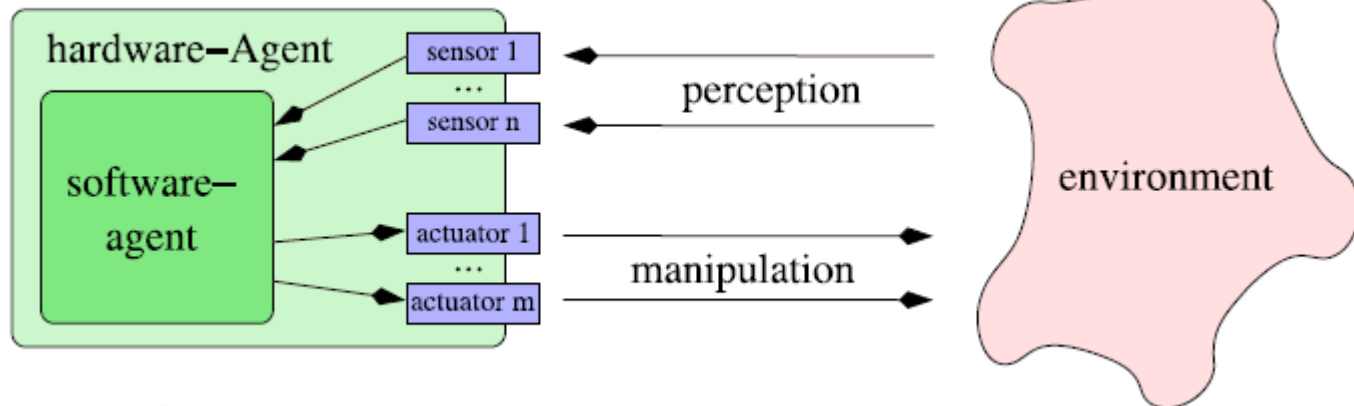 hardware–Agent
sensor 1
...
sensor n
perception
software–
agent
environment
actuator 1
...
actuator m
manipulation